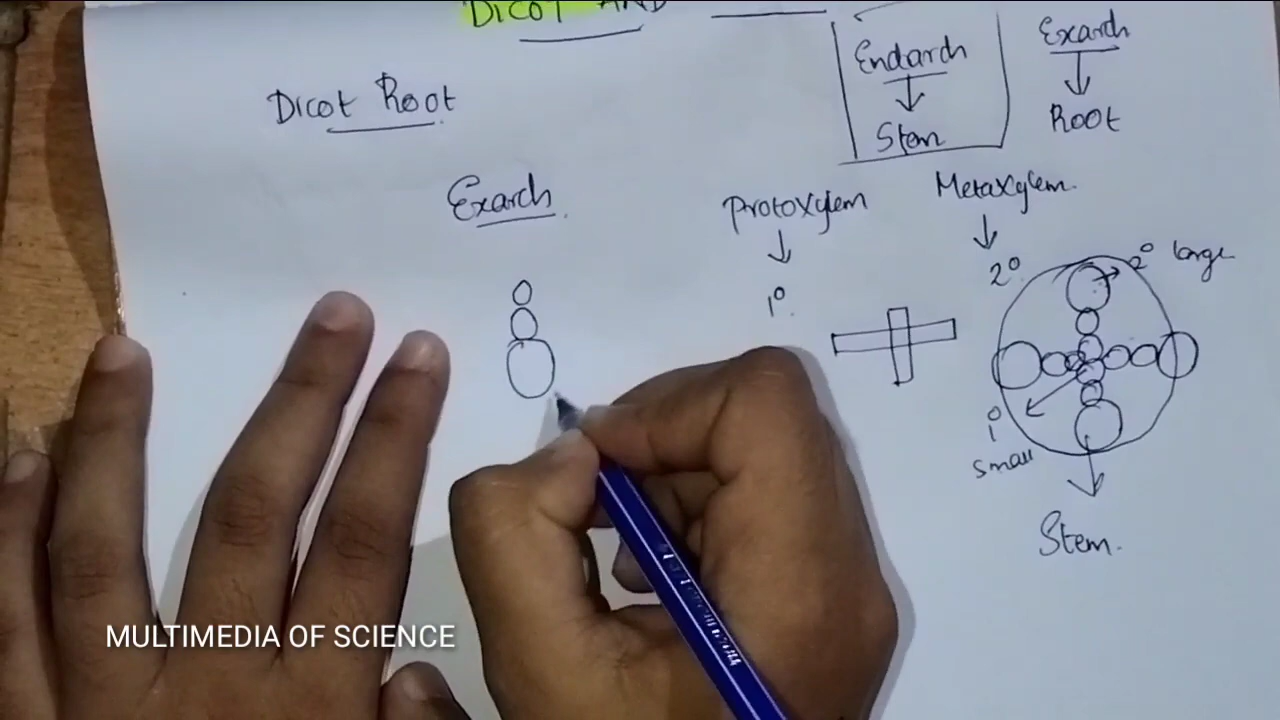 DICOT AND
Endarch
Stem
Exarch
Root
Dicot Root
Exarch
Protoxylem
1°.
Metaxylem.
2°
2° large
1°
small
Stem.
MULTIMEDIA OF SCIENCE